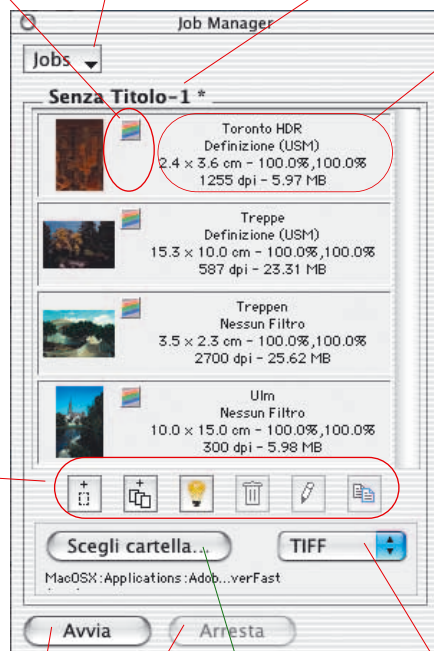 Job Manager
Jobs
Senza Titolo-1 *
Toronto HDR
Definizione (USM)
2.4 x 3.6 cm - 100.0%,100.0%
1255 dpi - 5.97 MB
Treppe
Definizione (USM)
15.3 x 10.0 cm - 100.0%,100.0%
587 dpi - 23.31 MB
Treppen
Nessun Filtro
3.5 x 2.3 cm - 100.0%,100.0%
2700 dpi - 25.62 MB
Ulm
Nessun Filtro
10.0 x 15.0 cm - 100.0%,100.0%
300 dpi - 5.98 MB
Scegli cartella...
TIFF
MacOSX:Applications:Adob...verFast
Avvia
Arresta